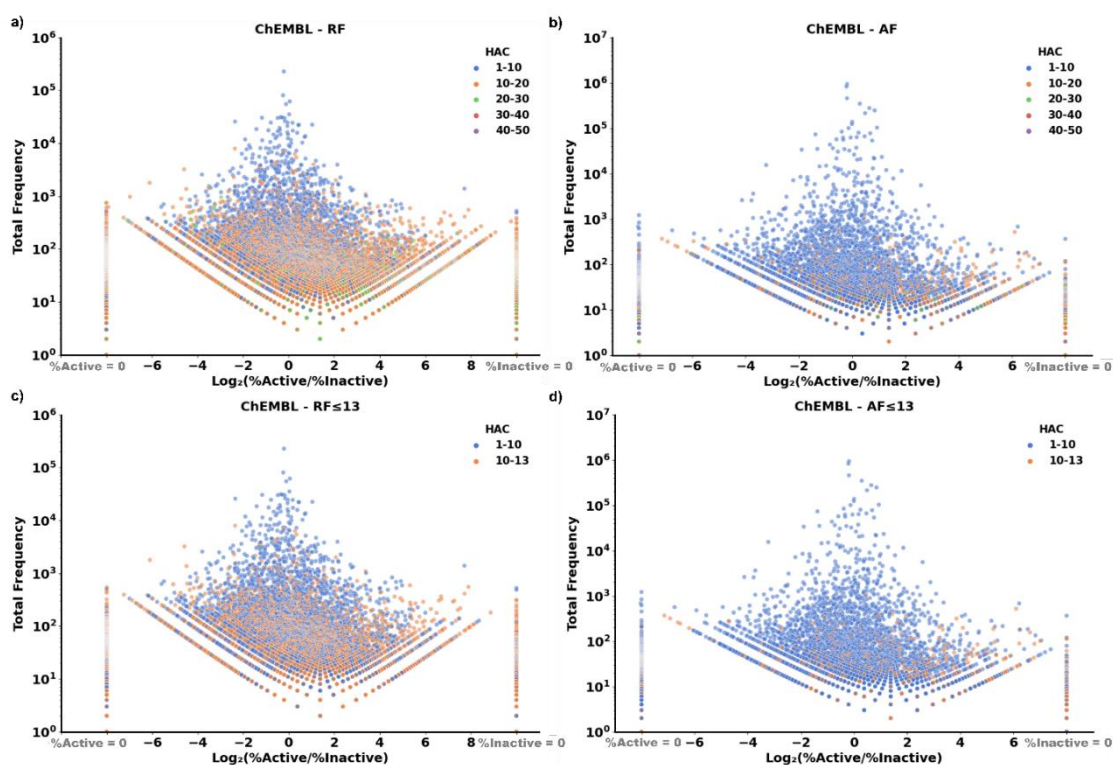 a)
ChEMBL - RF
10⁶
10⁵
10⁴
10³
10²
10¹
10⁰
Total Frequency
HAC
1-10
10-20
20-30
30-40
40-50
%Active = 0
−6
−4
−2
0
2
4
6
8
%Inactive = 0
Log₂(%Active/%Inactive)
b)
ChEMBL - AF
10⁷
10⁶
10⁵
10⁴
10³
10²
10¹
10⁰
Total Frequency
HAC
1-10
10-20
20-30
30-40
40-50
%Active = 0
−6
−4
−2
0
2
4
6
%Inactive = 0
Log₂(%Active/%Inactive)
c)
ChEMBL - RF≤13
10⁶
10⁵
10⁴
10³
10²
10¹
10⁰
Total Frequency
HAC
1-10
10-13
%Active = 0
−6
−4
−2
0
2
4
6
8
%Inactive = 0
Log₂(%Active/%Inactive)
d)
ChEMBL - AF≤13
10⁷
10⁶
10⁵
10⁴
10³
10²
10¹
10⁰
Total Frequency
HAC
1-10
10-13
%Active = 0
−6
−4
−2
0
2
4
6
%Inactive = 0
Log₂(%Active/%Inactive)